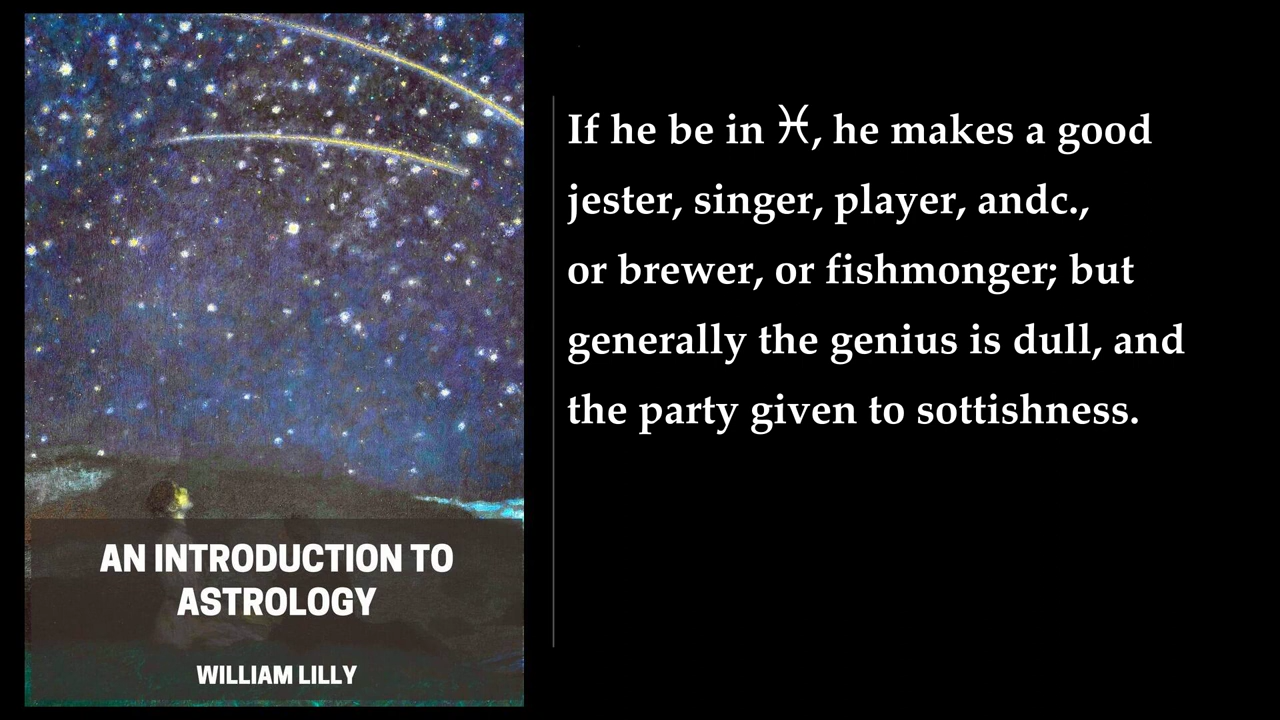 If he be in ♓, he makes a good
jester, singer, player, andc.,
or brewer, or fishmonger; but
generally the genius is dull, and
the party given to sottishness.
AN INTRODUCTION TO
ASTROLOGY
WILLIAM LILLY